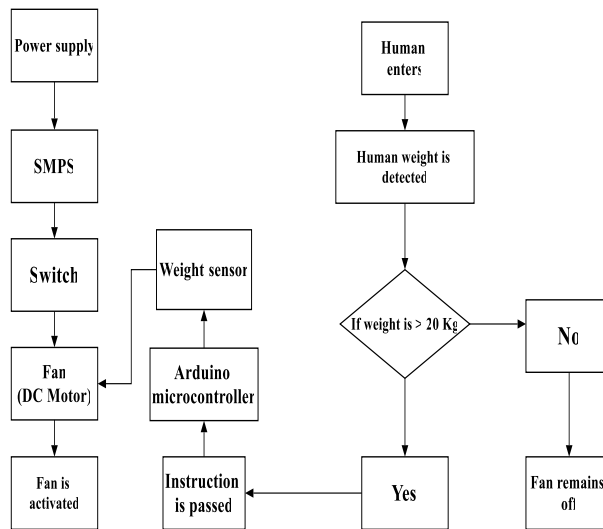 Power supply
SMPS
Switch
Fan
(DC Motor)
Fan is
activated
Weight sensor
Arduino
microcontroller
Instruction
is passed
Human
enters
Human weight is
detected
If weight is > 20 Kg
No
Yes
Fan remains
off